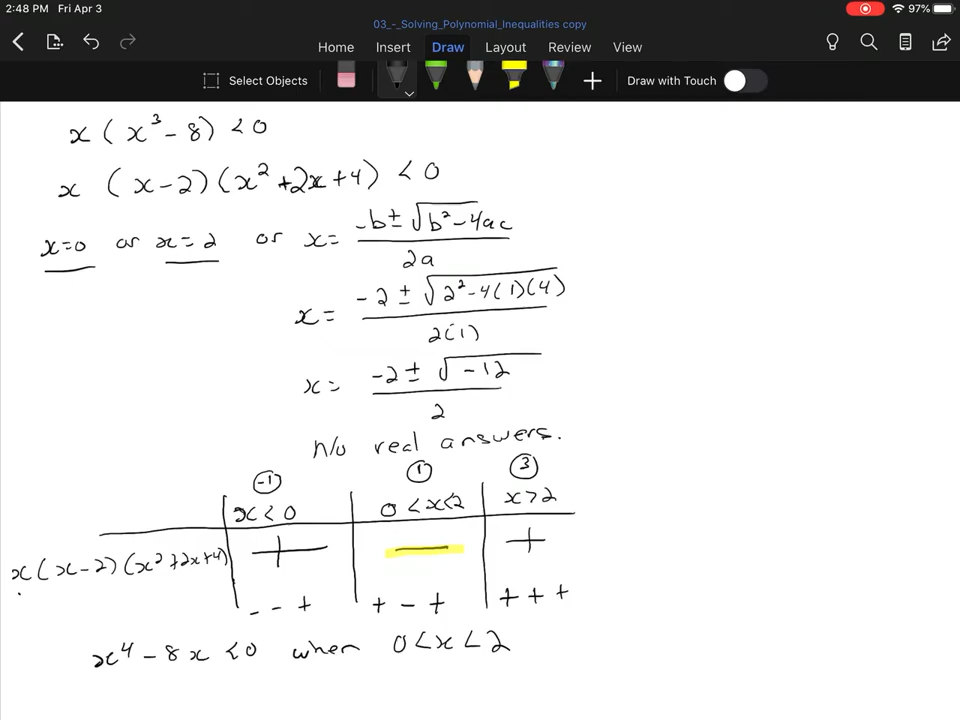 2:48 PM Fri Apr 3 97%
03_-_Solving_Polynomial_Inequalities copy
Home Insert Draw Layout Review View
Select Objects Draw with Touch
x(x³-8)<0
x(x-2)(x²+2x+4)<0
x=0 or x=2 or x= -b±√b²-4ac / 2a
x= -2±√2²-4(1)(4) / 2(1)
x= -2±√-12 / 2
n/o real answers.
-1 1 3
x<0 0<x<2 x>2
x(x-2)(x²+2x+4) + - +
- - + + - + + + +
x⁴-8x<0 when 0<x<2